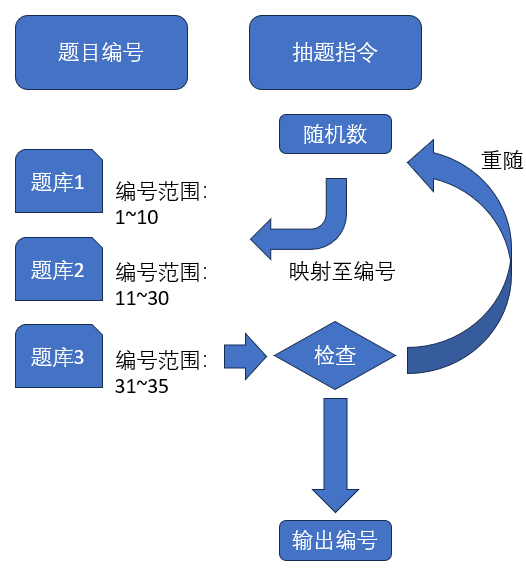 题目编号
抽题指令
随机数
重随
题库1
编号范围：
1~10
映射至编号
题库2
编号范围：
11~30
题库3
编号范围：
31~35
检查
输出编号